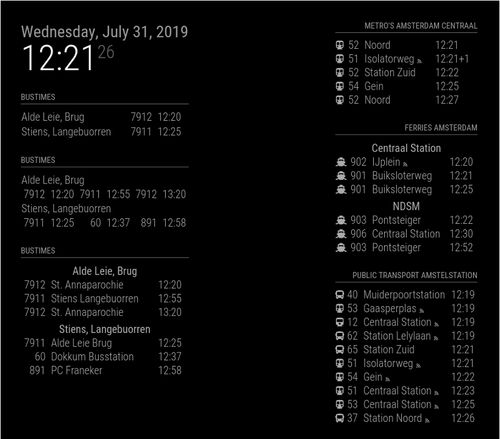 Wednesday, July 31, 2019
12:21 26
BUSTIMES
Alde Leie, Brug 7912 12:20
Stiens, Langebuorren 7911 12:25
BUSTIMES
Alde Leie, Brug
7912 12:20 7911 12:55 7912 13:20
Stiens, Langebuorren
7911 12:25 60 12:37 891 12:58
BUSTIMES
Alde Leie, Brug
7912 St. Annaparochie 12:20
7911 Stiens Langebuorren 12:55
7912 St. Annaparochie 13:20
Stiens, Langebuorren
7911 Alde Leie Brug 12:25
60 Dokkum Busstation 12:37
891 PC Franeker 12:58
METRO'S AMSTERDAM CENTRAAL
52 Noord 12:21
51 Isolatorweg 12:21+1
52 Station Zuid 12:22
54 Gein 12:25
52 Noord 12:27
FERRIES AMSTERDAM
Centraal Station
902 IJplein 12:20
901 Buiksloterweg 12:21
901 Buiksloterweg 12:25
NDSM
903 Pontsteiger 12:22
906 Centraal Station 12:30
903 Pontsteiger 12:52
PUBLIC TRANSPORT AMSTELSTATION
40 Muiderpoortstation 12:19
53 Gaasperplas 12:19
12 Centraal Station 12:19
62 Station Lelylaan 12:19
65 Station Zuid 12:21
51 Isolatorweg 12:21
54 Gein 12:22
51 Centraal Station 12:23
53 Centraal Station 12:25
37 Station Noord 12:26